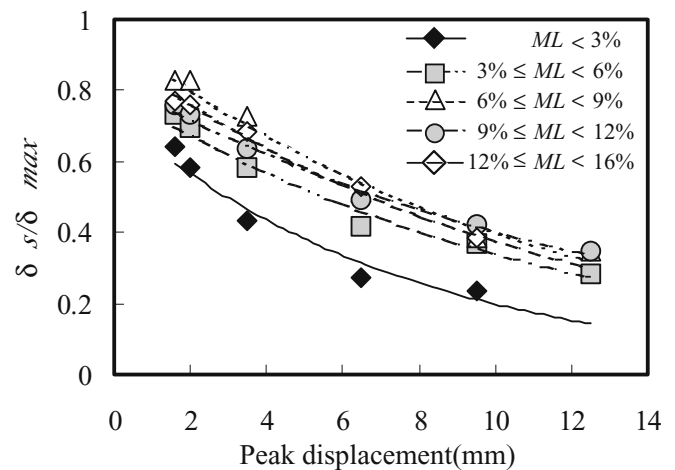 1
0.8
0.6
0.4
0.2
0
δ s/δ max
ML < 3%
3% ≤ ML < 6%
6% ≤ ML < 9%
9% ≤ ML < 12%
12% ≤ ML < 16%
0 2 4 6 8 10 12 14
Peak displacement(mm)